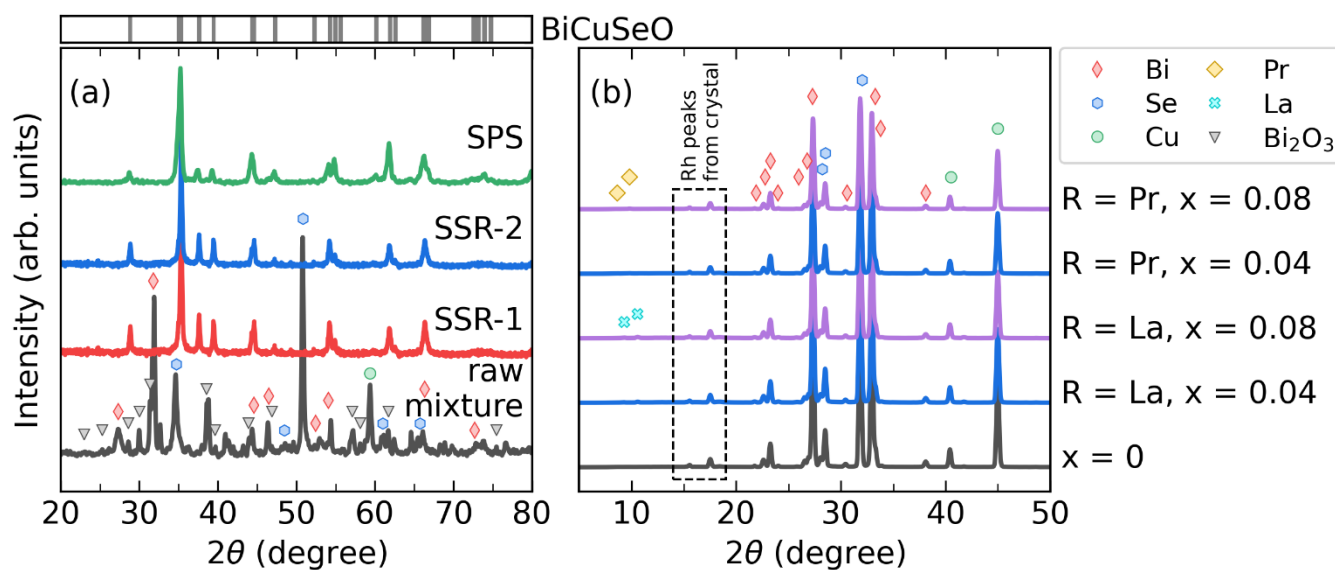 BiCuSeO
(a)
SPS
SSR-2
SSR-1
raw
mixture
Intensity (arb. units)
20 30 40 50 60 70 80
2θ (degree)
(b)
Rh peaks
from crystal
10 20 30 40 50
2θ (degree)
Bi Pr
Se La
Cu Bi₂O₃
R = Pr, x = 0.08
R = Pr, x = 0.04
R = La, x = 0.08
R = La, x = 0.04
x = 0